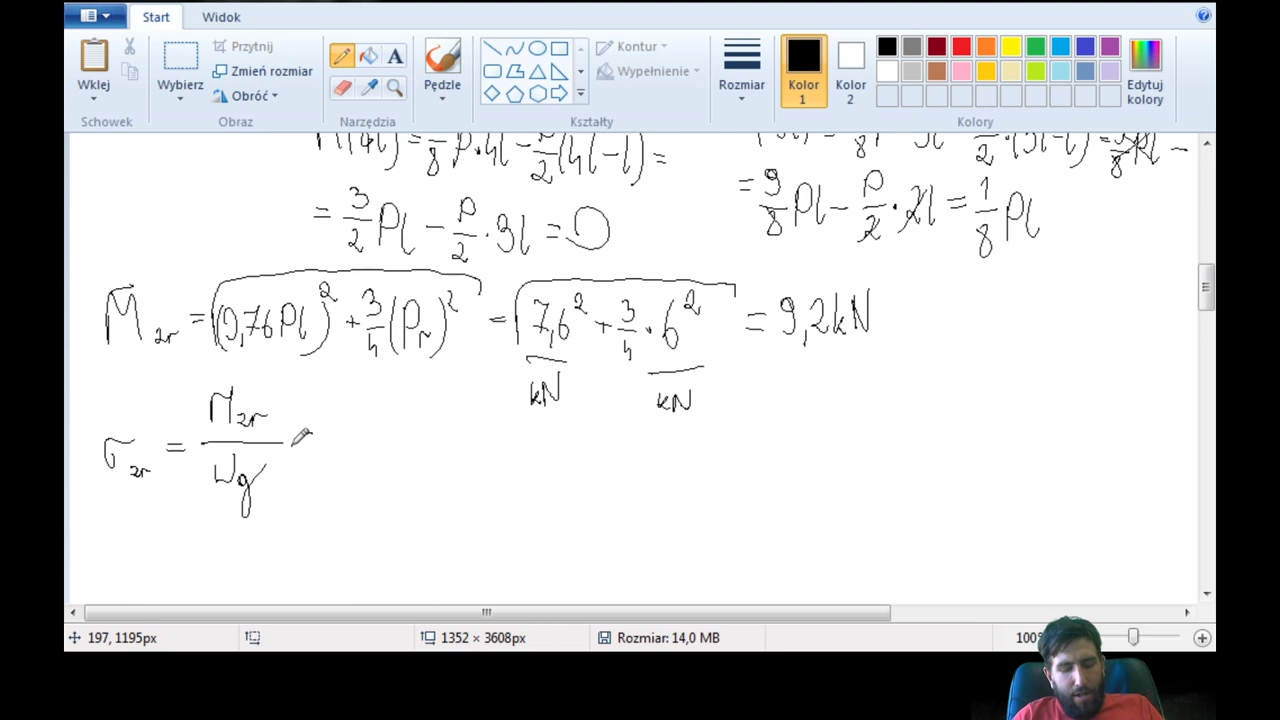 Start Widok
Wklej
Wybierz
Przytnij
Zmień rozmiar
Obróć
A
Pędzle
Kontur
Wypełnienie
Rozmiar
Kolor 1
Kolor 2
Edytuj kolory
Schowek Obraz Narzędzia Kształty Kolory
= 3/2 Pl - P/2 · 3l = 0
= 9/8 Pl - P/2 · 2l = 1/8 Pl
M_zr = √((0,76Pl)² + 3/4 (Pr)²) = √(7,6² + 3/4 · 6²) = 9,2kN
kN kN
σ_zr = M_zr / Wg
197, 1195px
1352 × 3608px
Rozmiar: 14,0 MB